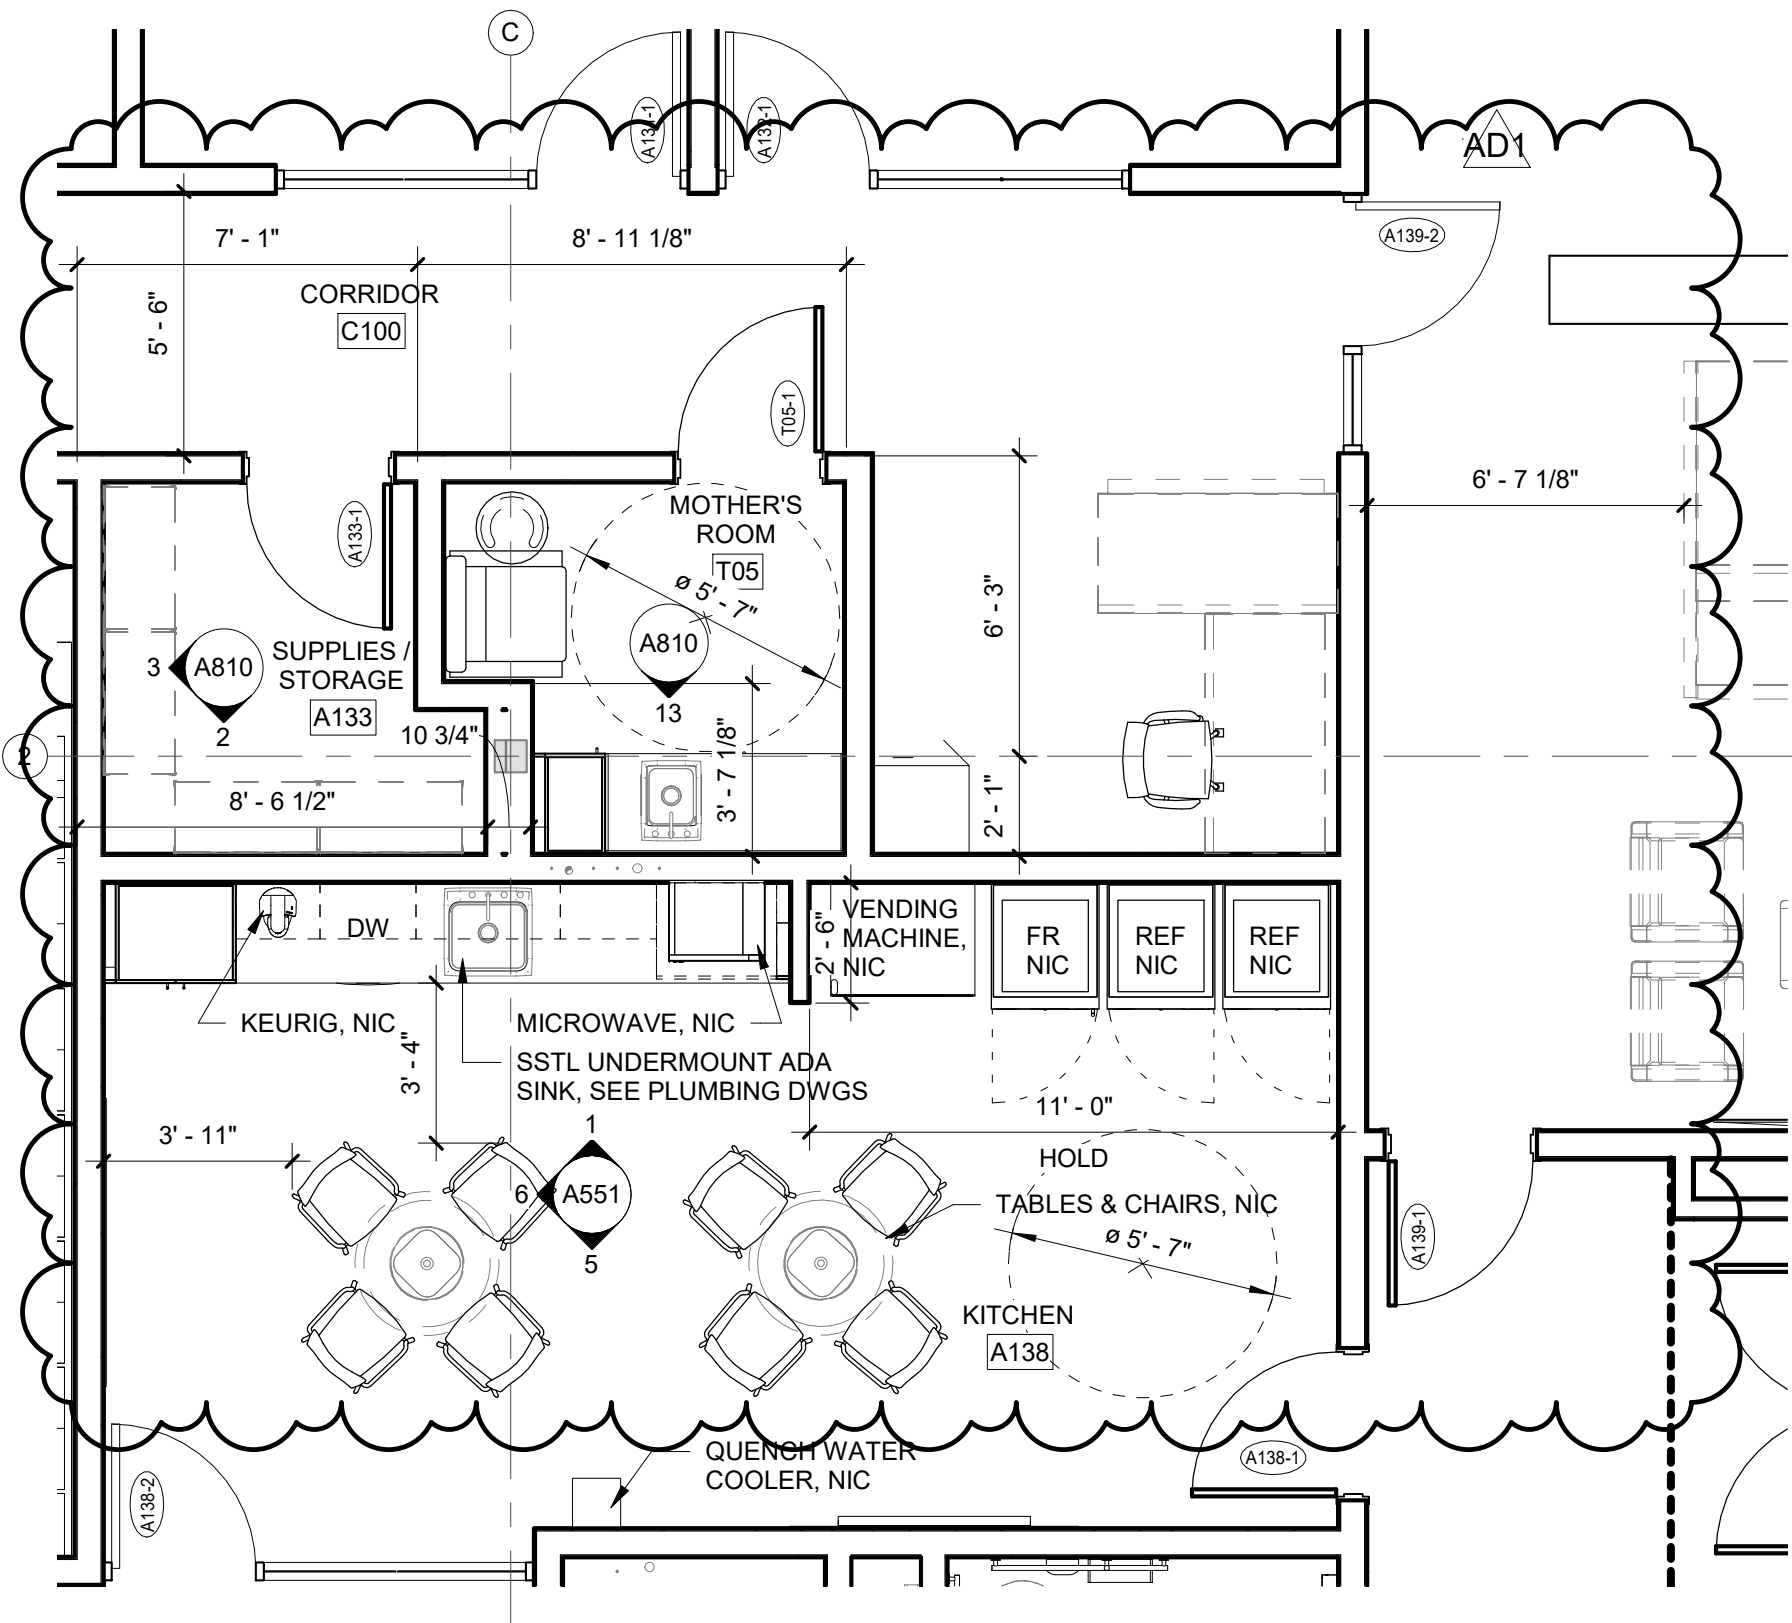 C
A131-1
A132-1
AD1
A139-2
7' - 1"
8' - 11 1/8"
5' - 6"
CORRIDOR
C100
T05-1
6' - 7 1/8"
A133-1
MOTHER'S
ROOM
T05
ø 5' - 7"
6' - 3"
A810
13
3
A810
2
SUPPLIES /
STORAGE
A133
10 3/4"
3' - 7 1/8"
2
8' - 6 1/2"
2' - 1"
DW
2' - 6"
VENDING
MACHINE,
NIC
FR
NIC
REF
NIC
REF
NIC
KEURIG, NIC
MICROWAVE, NIC
3' - 4"
SSTL UNDERMOUNT ADA
SINK, SEE PLUMBING DWGS
11' - 0"
3' - 11"
1
6
A551
5
HOLD
TABLES & CHAIRS, NIC
ø 5' - 7"
A139-1
KITCHEN
A138
QUENCH WATER
COOLER, NIC
A138-1
A138-2